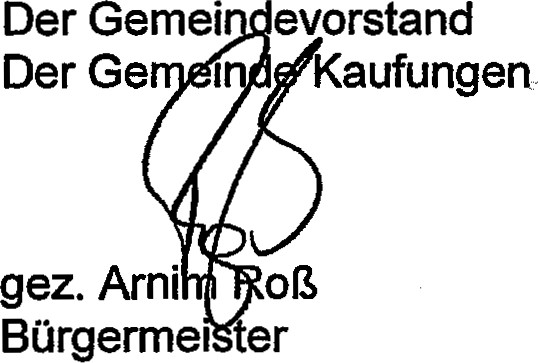 Der Gemeindevorstand
Der Gemeinde Kaufungen
gez. Arnim Roß
Bürgermeister